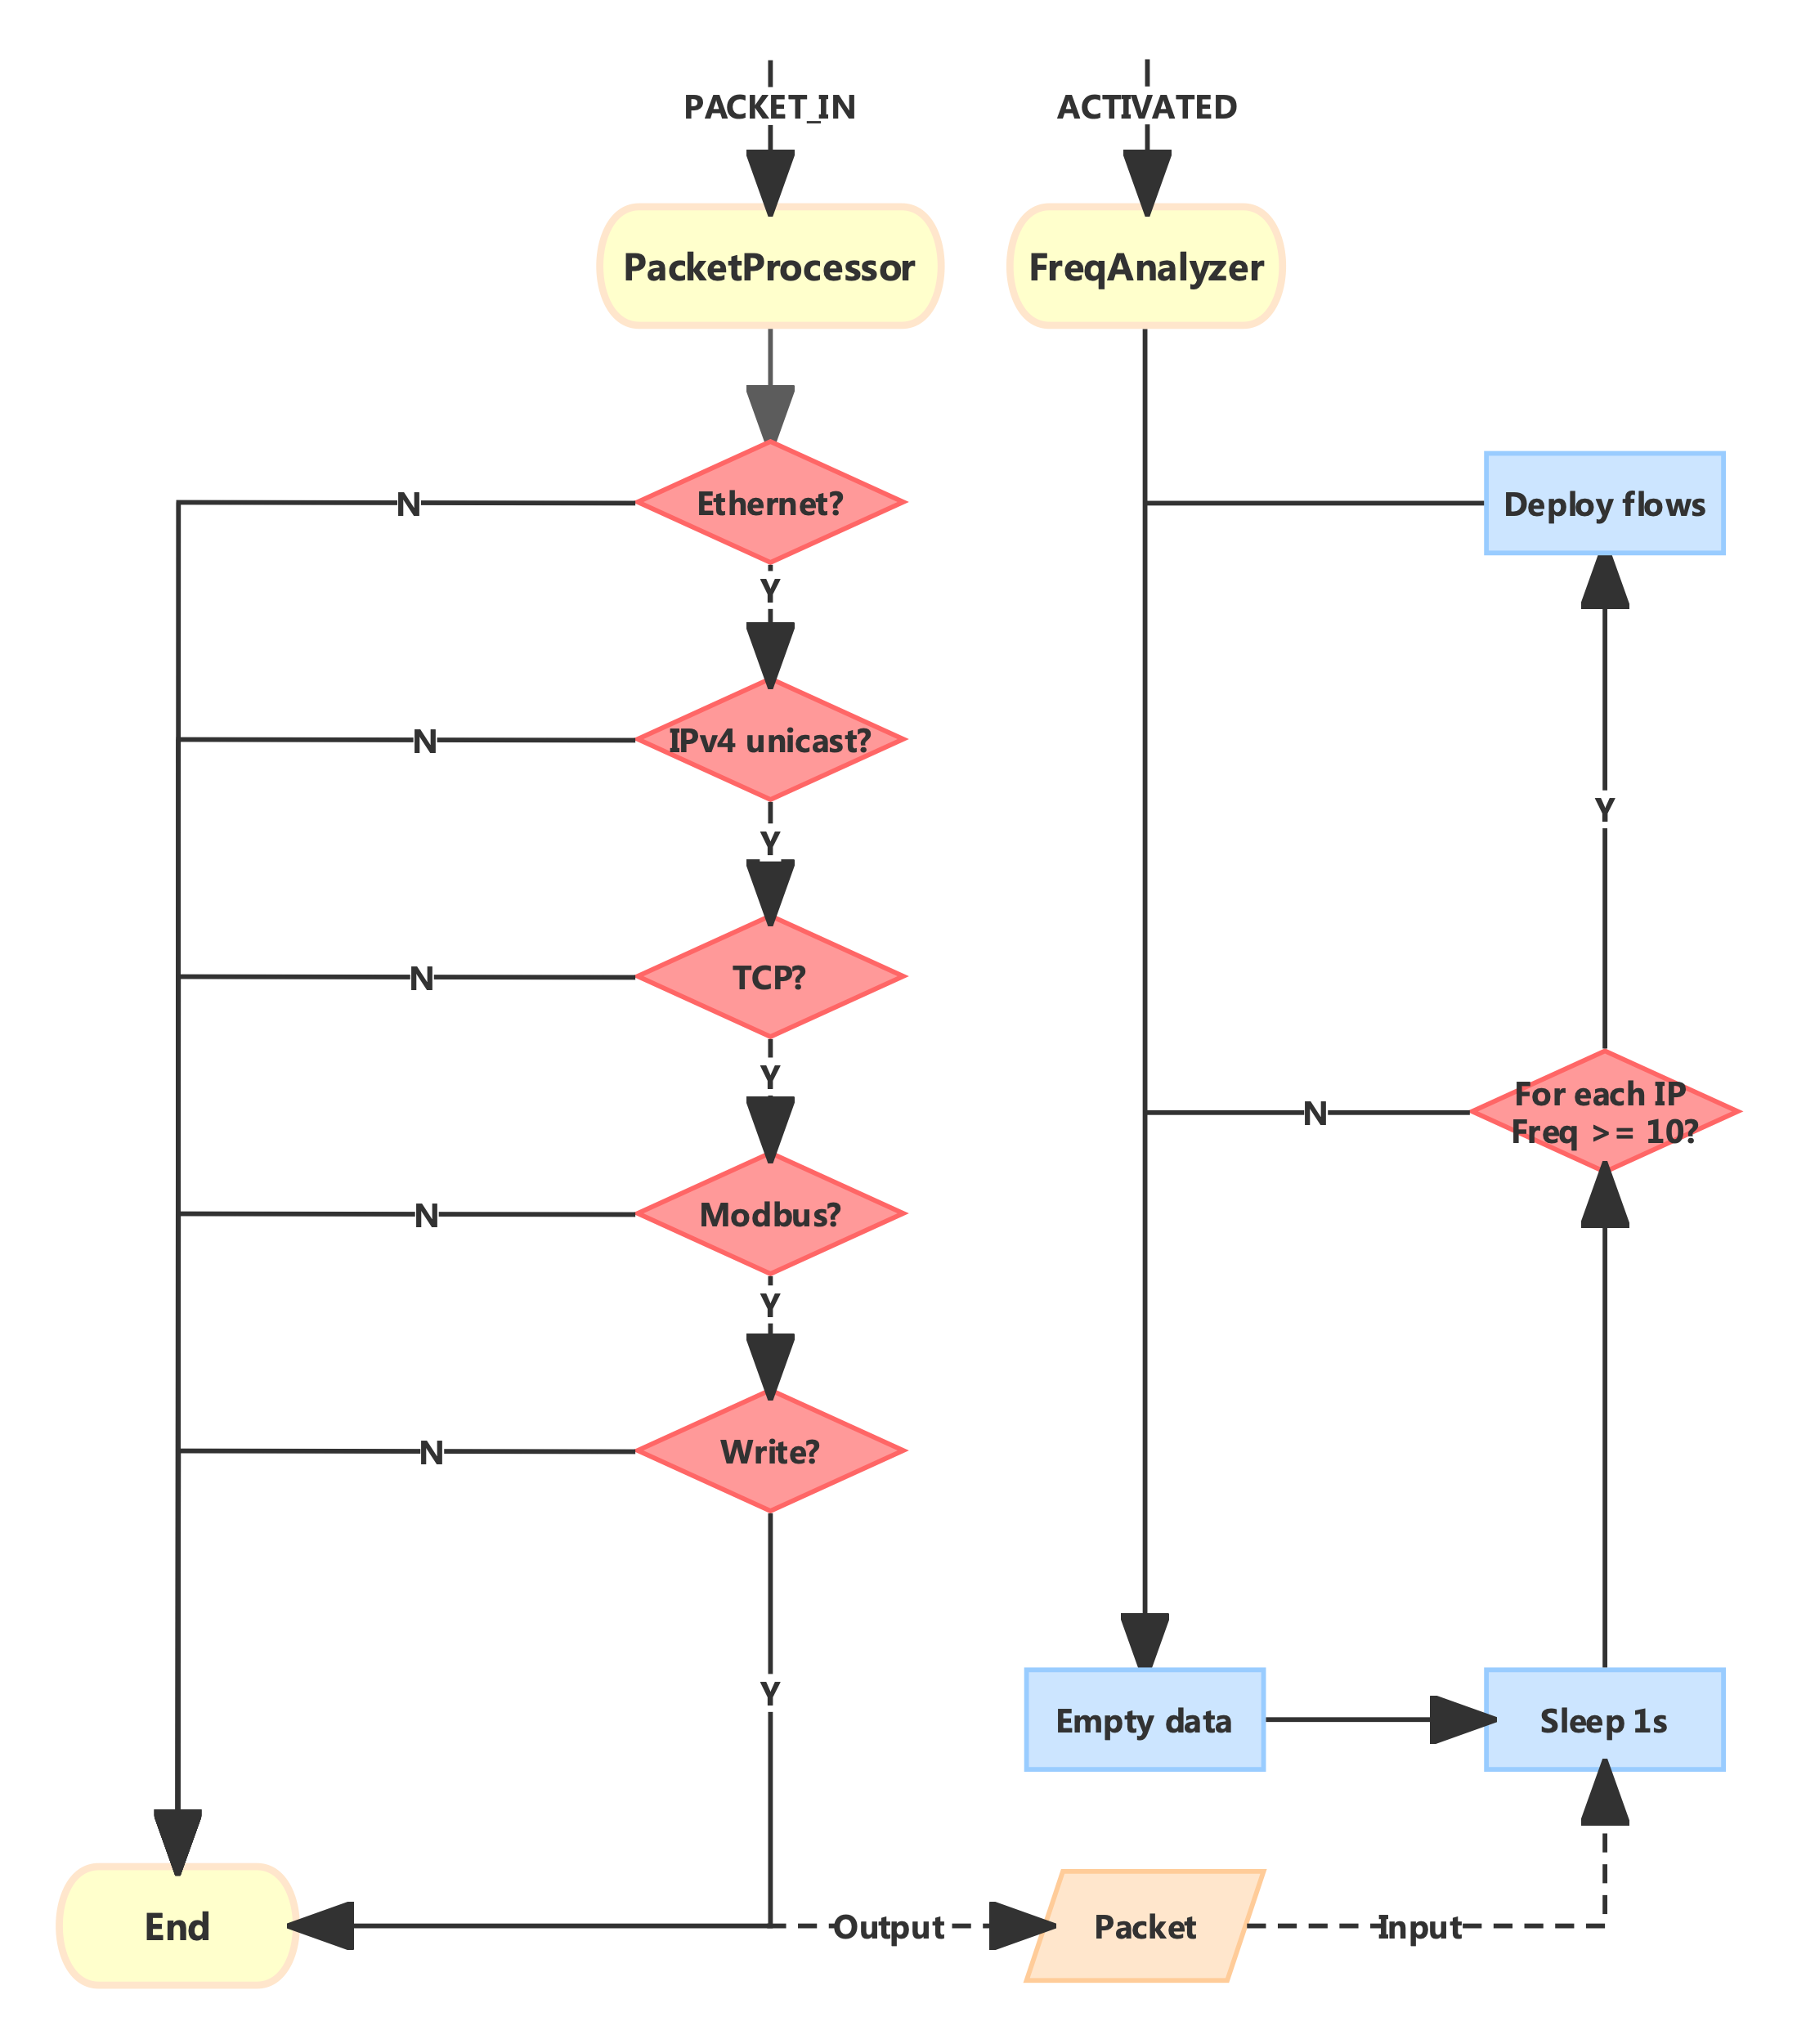 PACKET_IN
ACTIVATED
PacketProcessor
FreqAnalyzer
Ethernet?
N
Deploy flows
Y
IPv4 unicast?
N
Y
Y
TCP?
N
Y
For each IP
Freq >= 10?
N
Modbus?
N
Y
Write?
N
Y
Empty data
Sleep 1s
End
Output
Packet
Input